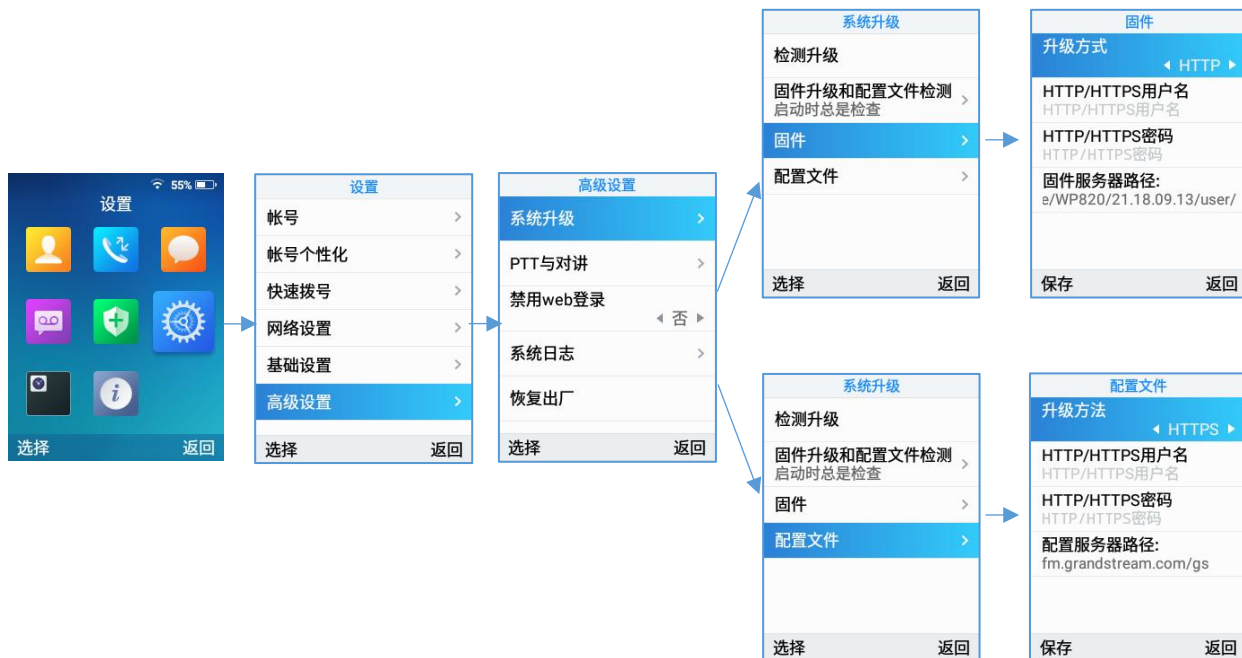 55%
设置
选择 返回
设置
帐号
帐号个性化
快速拨号
网络设置
基础设置
高级设置
选择 返回
高级设置
系统升级
PTT与对讲
禁用web登录
否
系统日志
恢复出厂
选择 返回
系统升级
检测升级
固件升级和配置文件检测
启动时总是检查
固件
配置文件
选择 返回
固件
升级方式
HTTP
HTTP/HTTPS用户名
HTTP/HTTPS用户名
HTTP/HTTPS密码
HTTP/HTTPS密码
固件服务器路径:
e/WP820/21.18.09.13/user/
保存 返回
系统升级
检测升级
固件升级和配置文件检测
启动时总是检查
固件
配置文件
选择 返回
配置文件
升级方法
HTTPS
HTTP/HTTPS用户名
HTTP/HTTPS用户名
HTTP/HTTPS密码
HTTP/HTTPS密码
配置服务器路径:
fm.grandstream.com/gs
保存 返回